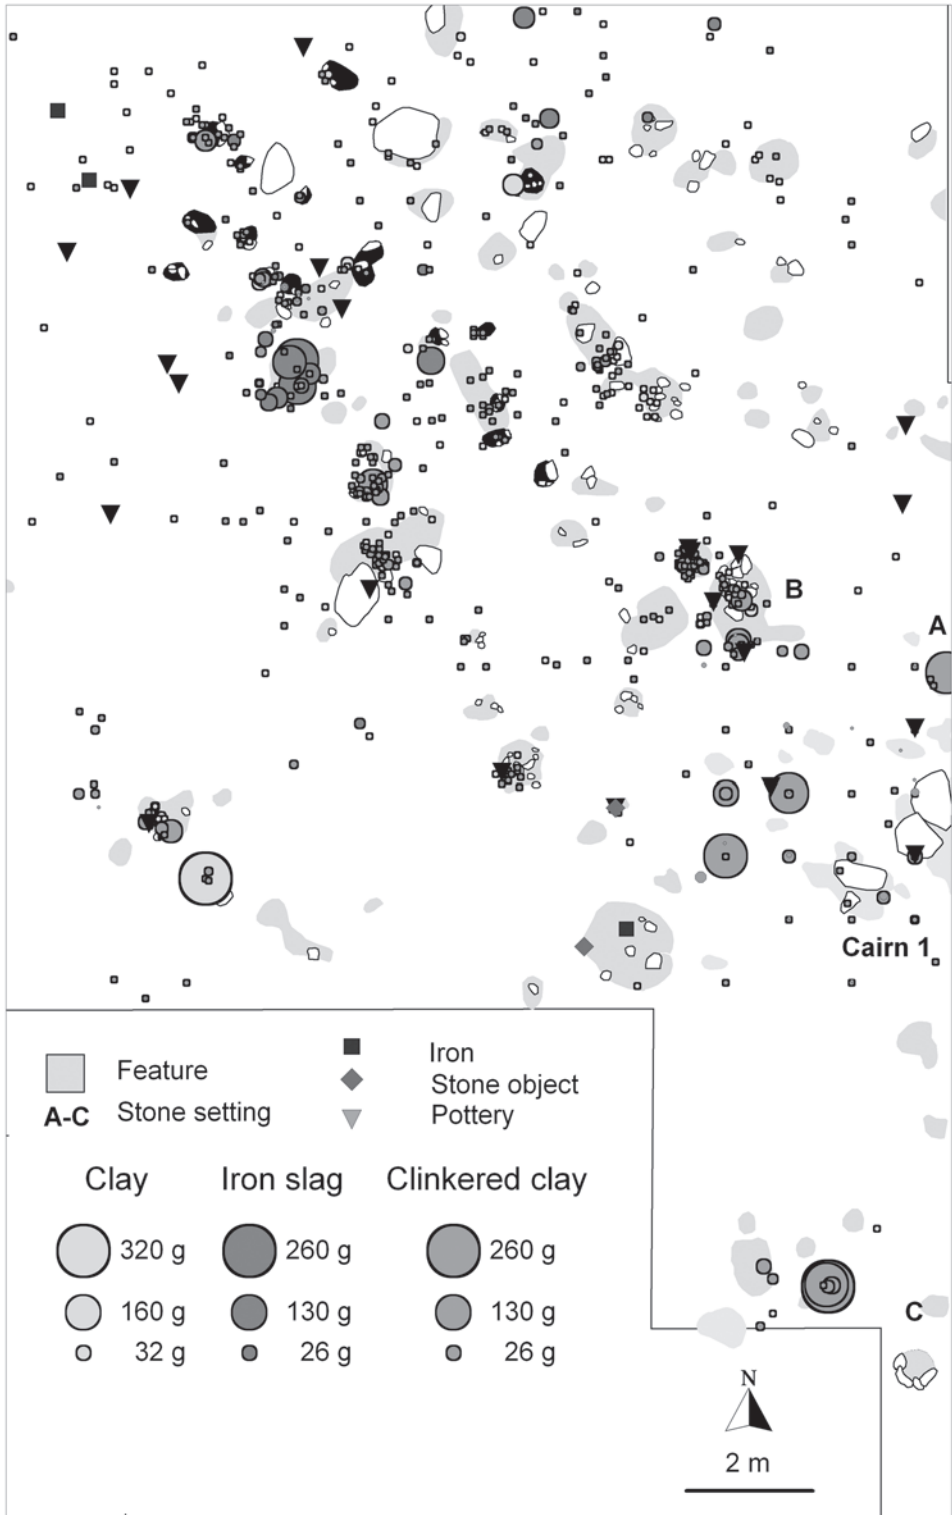 B
A
Cairn 1
Feature
A-C Stone setting
Iron
Stone object
Pottery
Clay Iron slag Clinkered clay
320 g 260 g 260 g
160 g 130 g 130 g
32 g 26 g 26 g
C
N
2 m